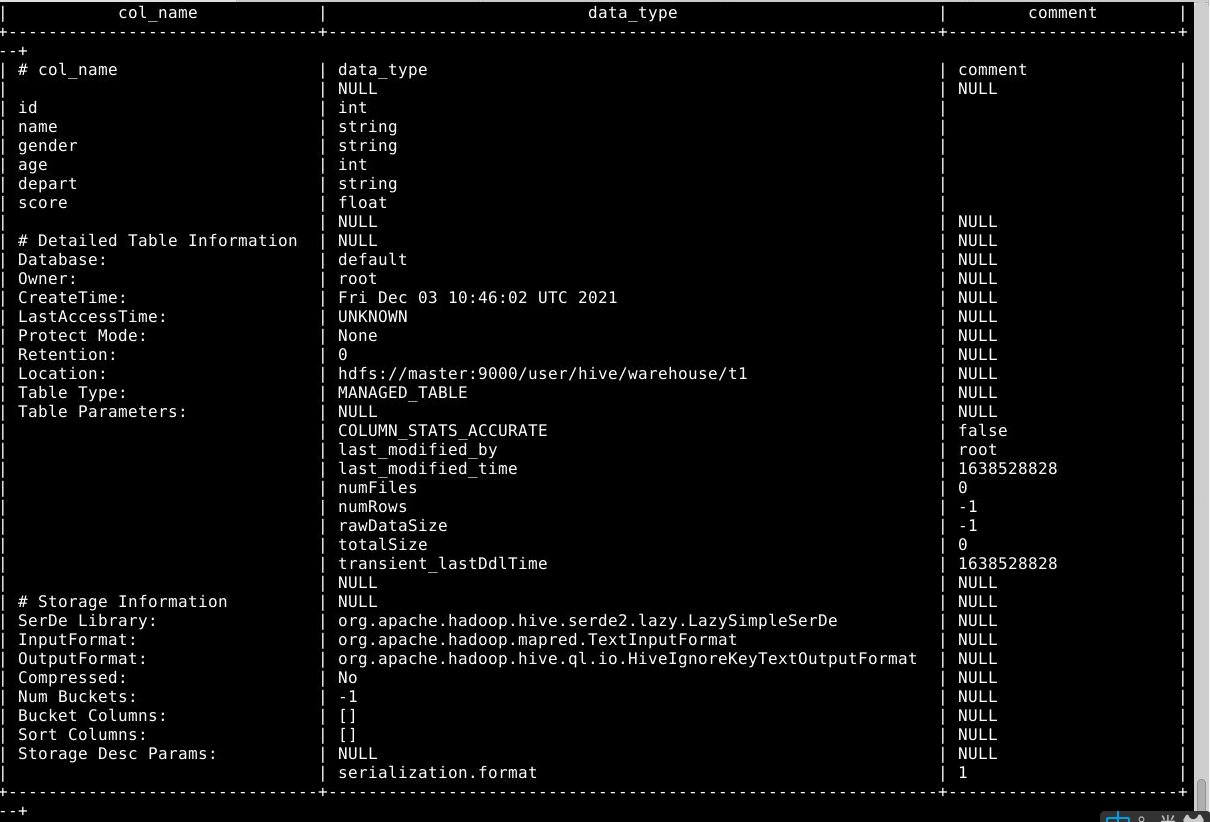 | col_name | data_type | comment |
+--------------------------------+--------------------------------------------------------------+------------------------+
--+
| # col_name | data_type | comment |
| | NULL | NULL |
| id | int | |
| name | string | |
| gender | string | |
| age | int | |
| depart | string | |
| score | float | |
| | NULL | NULL |
| # Detailed Table Information | NULL | NULL |
| Database: | default | NULL |
| Owner: | root | NULL |
| CreateTime: | Fri Dec 03 10:46:02 UTC 2021 | NULL |
| LastAccessTime: | UNKNOWN | NULL |
| Protect Mode: | None | NULL |
| Retention: | 0 | NULL |
| Location: | hdfs://master:9000/user/hive/warehouse/t1 | NULL |
| Table Type: | MANAGED_TABLE | NULL |
| Table Parameters: | NULL | NULL |
| | COLUMN_STATS_ACCURATE | false |
| | last_modified_by | root |
| | last_modified_time | 1638528828 |
| | numFiles | 0 |
| | numRows | -1 |
| | rawDataSize | -1 |
| | totalSize | 0 |
| | transient_lastDdlTime | 1638528828 |
| | NULL | NULL |
| # Storage Information | NULL | NULL |
| SerDe Library: | org.apache.hadoop.hive.serde2.lazy.LazySimpleSerDe | NULL |
| InputFormat: | org.apache.hadoop.mapred.TextInputFormat | NULL |
| OutputFormat: | org.apache.hadoop.hive.ql.io.HiveIgnoreKeyTextOutputFormat | NULL |
| Compressed: | No | NULL |
| Num Buckets: | -1 | NULL |
| Bucket Columns: | [] | NULL |
| Sort Columns: | [] | NULL |
| Storage Desc Params: | NULL | NULL |
| | serialization.format | 1 |
+--------------------------------+--------------------------------------------------------------+------------------------+
--+